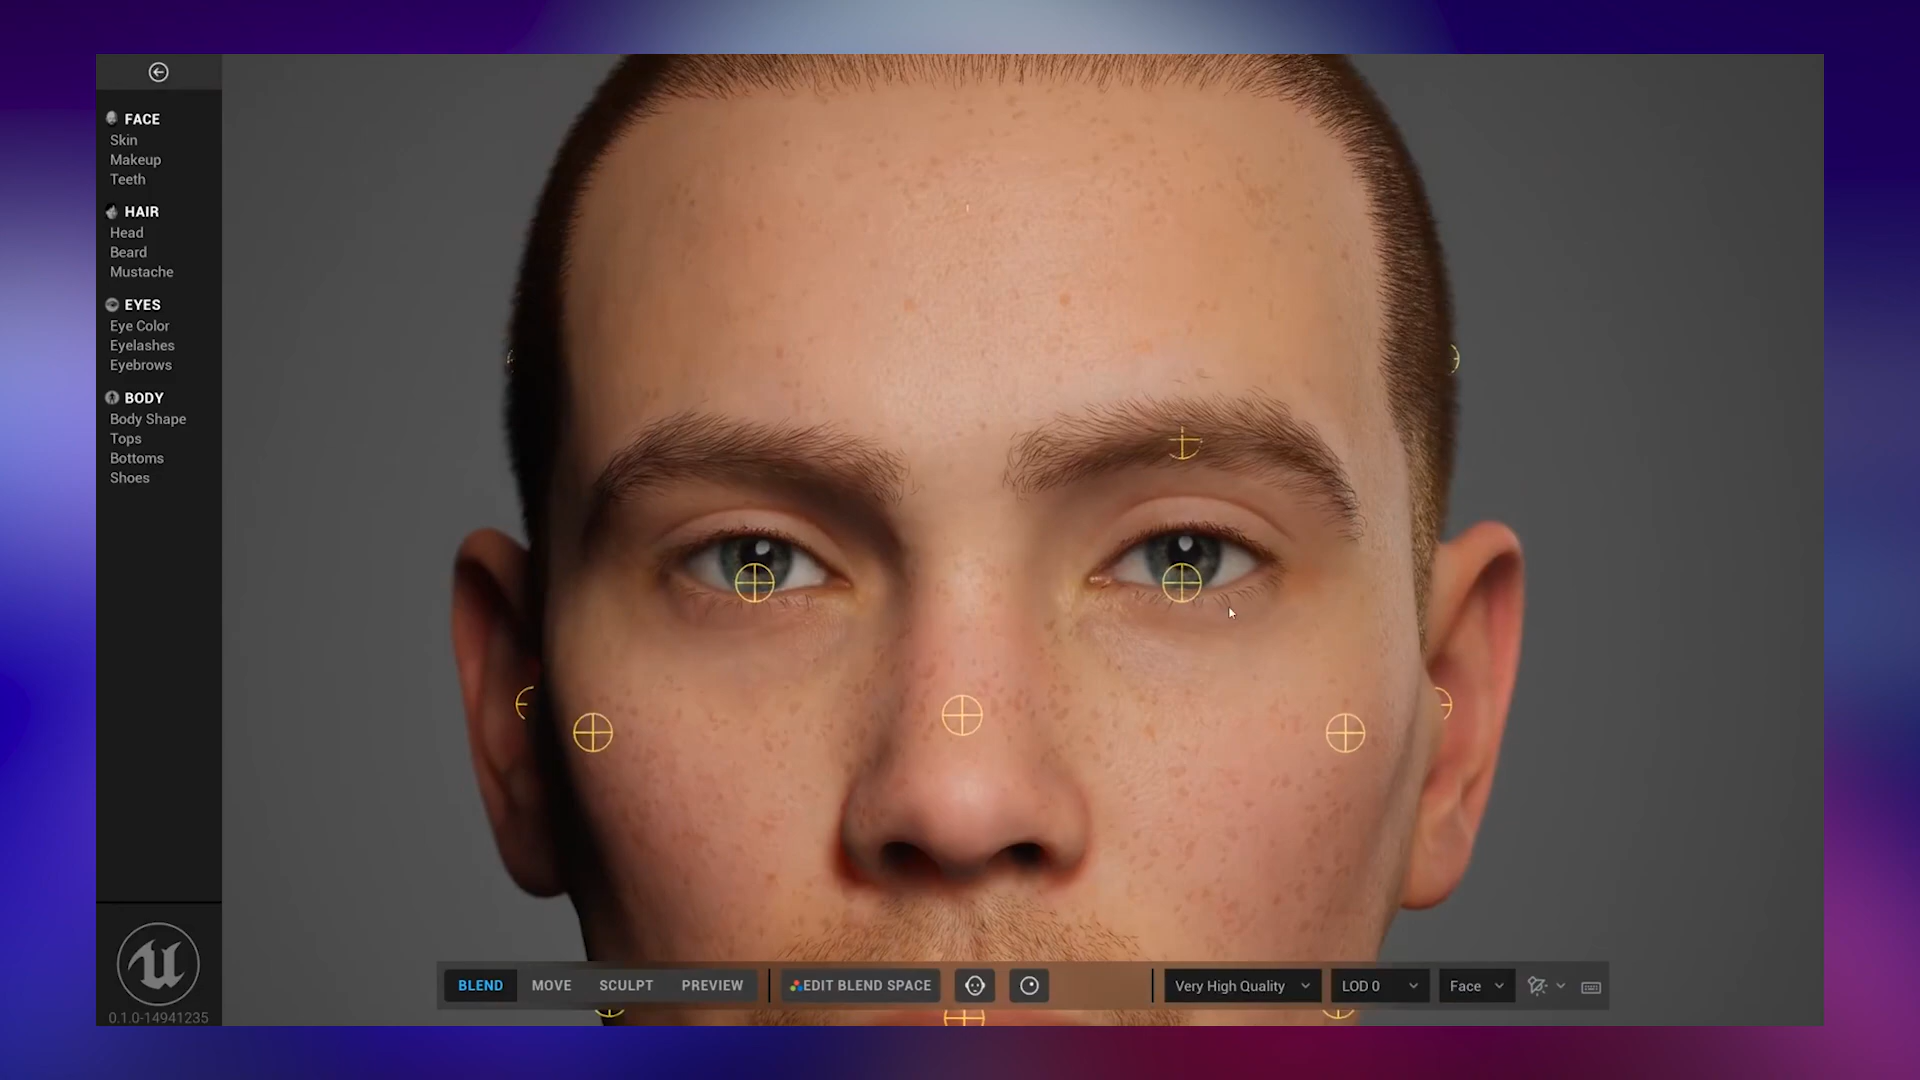 FACE
Skin
Makeup
Teeth
HAIR
Head
Beard
Mustache
EYES
Eye Color
Eyelashes
Eyebrows
BODY
Body Shape
Tops
Bottoms
Shoes
0.1.0-14941235
BLEND MOVE SCULPT PREVIEW EDIT BLEND SPACE Very High Quality LOD 0 Face